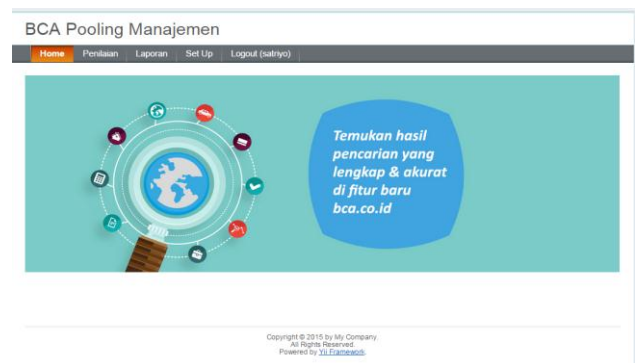 BCA Pooling Manajemen
Home Penilaian Laporan Set Up Logout (satriyo)
Temukan hasil
pencarian yang
lengkap & akurat
di fitur baru
bca.co.id
Copyright © 2015 by My Company.
All Rights Reserved.
Powered by Yii Framework.